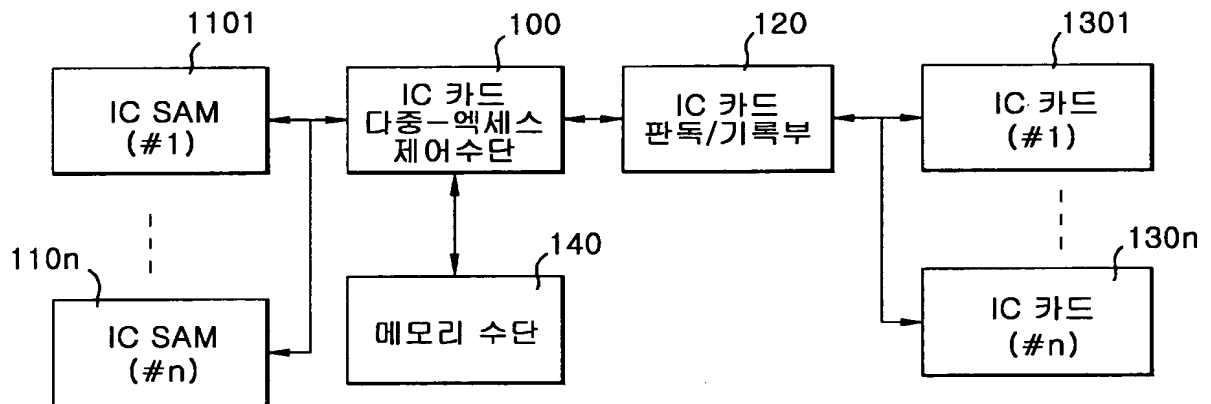 1101
100
120
1301
IC SAM
(#1)
IC 카드
다중-엑세스
제어수단
IC 카드
판독/기록부
IC 카드
(#1)
110n
140
130n
IC SAM
(#n)
메모리 수단
IC 카드
(#n)